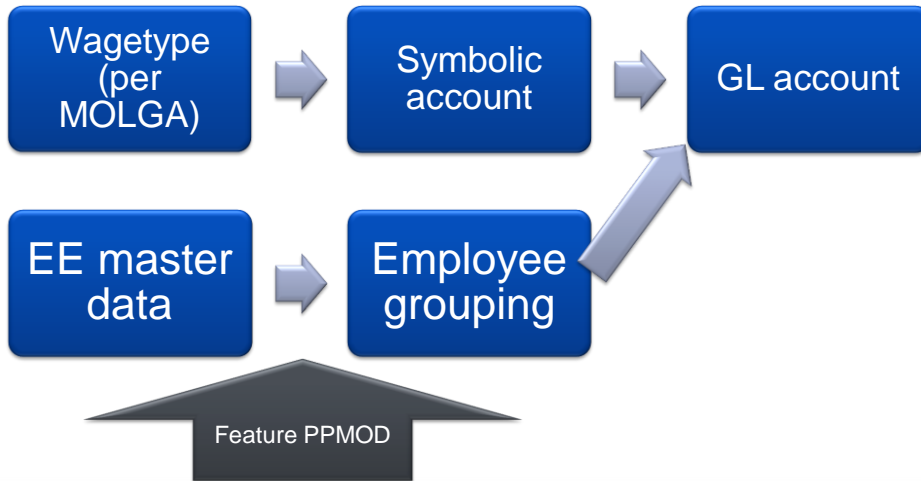 Wagetype
(per
MOLGA)
Symbolic
account
GL account
EE master
data
Employee
grouping
Feature PPMOD